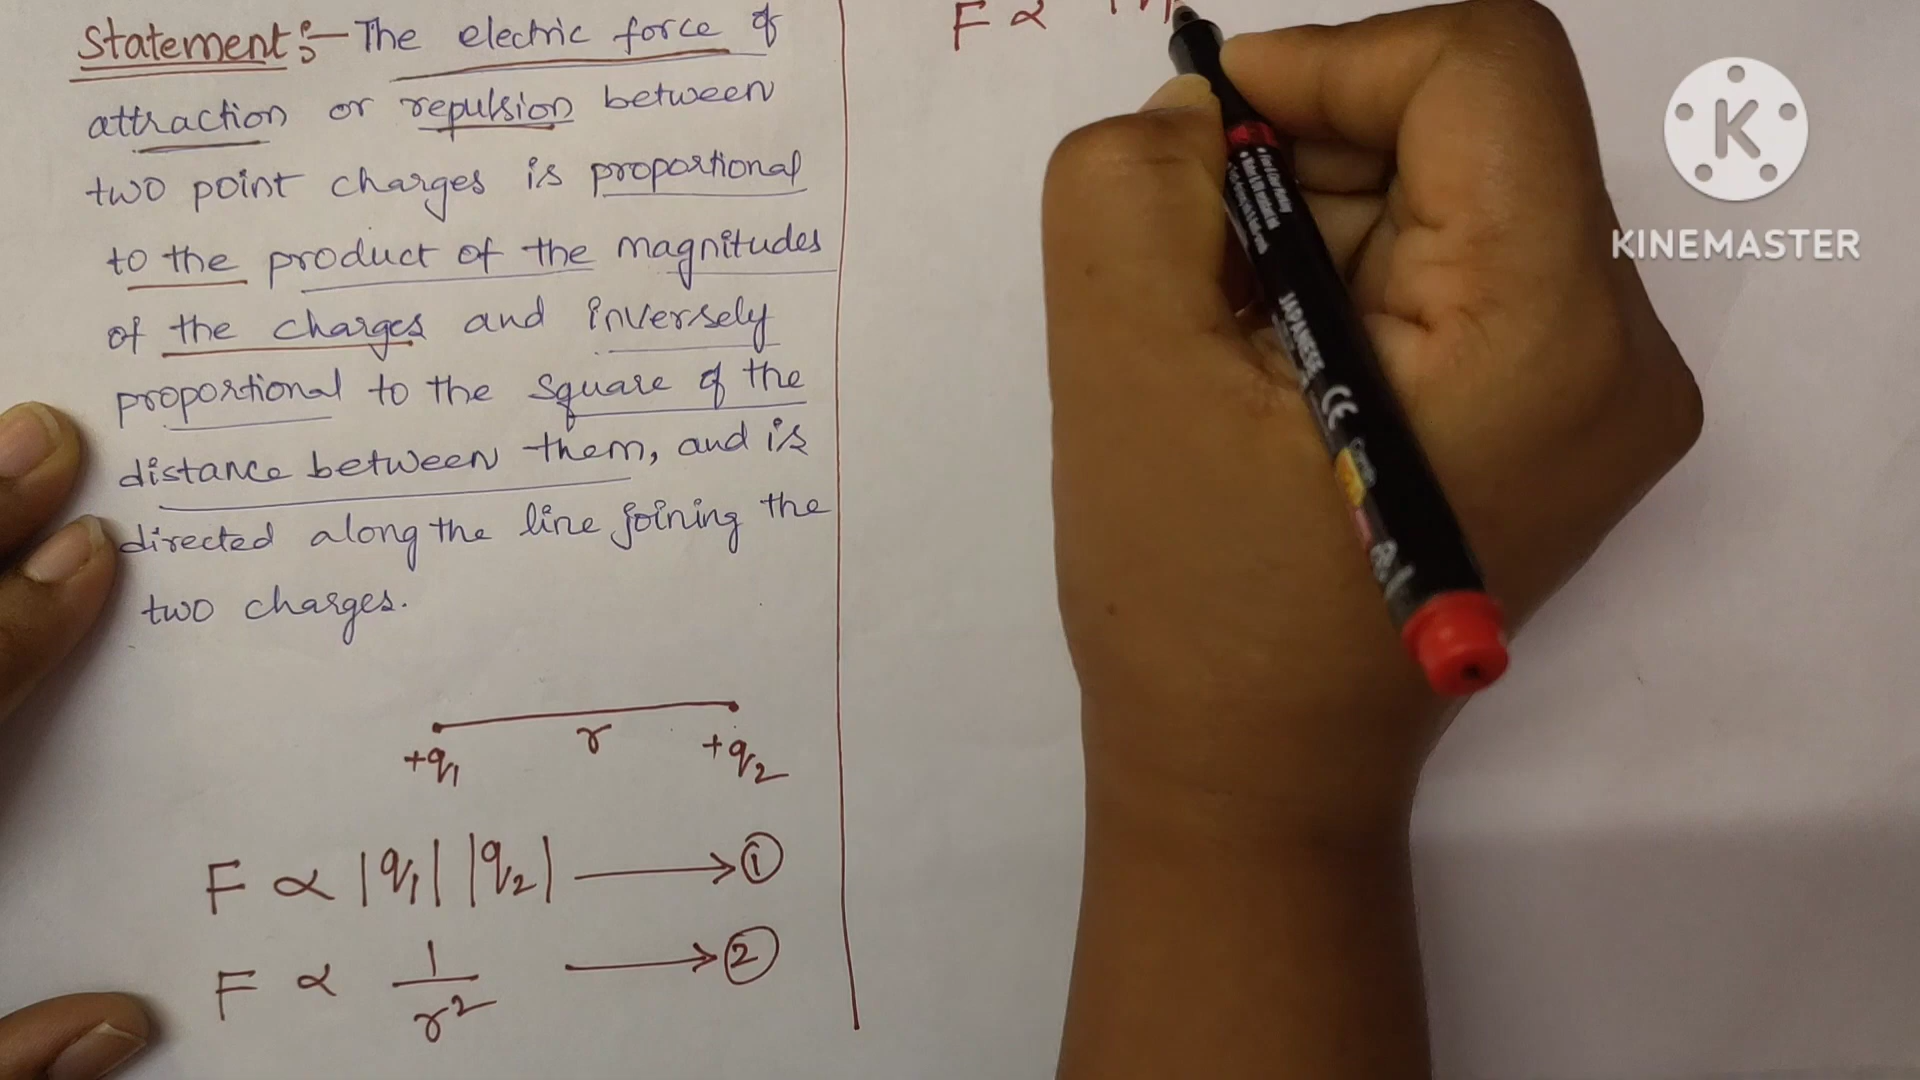 Statement:- The electric force of
attraction or repulsion between
two point charges is proportional
to the product of the magnitudes
of the charges and inversely
proportional to the square of the
distance between them, and is
directed along the line joining the
two charges.
r
+q1 +q2
F ∝ |q1| |q2| → ①
F ∝ 1/r² → ②
F ∝
JAPANESE
CE
K
KINEMASTER